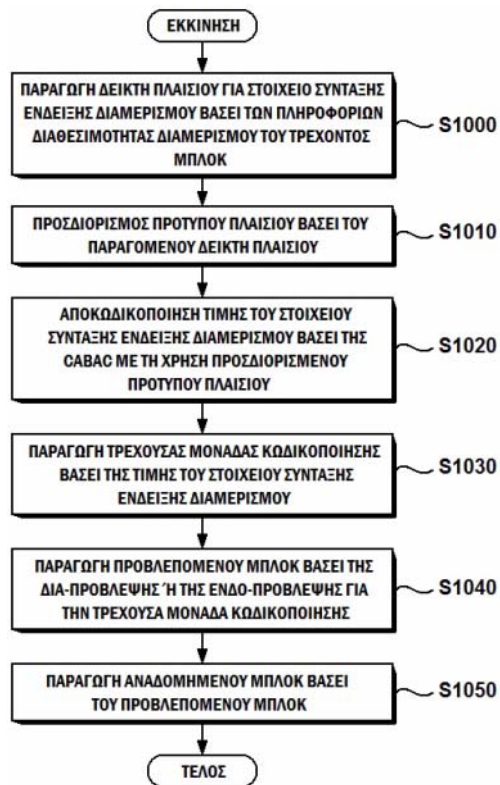 ΕΚΚΙΝΗΣΗ
ΠΑΡΑΓΩΓΗ ΔΕΙΚΤΗ ΠΛΑΙΣΙΟΥ ΓΙΑ ΣΤΟΙΧΕΙΟ ΣΥΝΤΑΞΗΣ
ΕΝΔΕΙΞΗΣ ΔΙΑΜΕΡΙΣΜΟΥ ΒΑΣΕΙ ΤΩΝ ΠΛΗΡΟΦΟΡΙΩΝ
ΔΙΑΘΕΣΙΜΟΤΗΤΑΣ ΔΙΑΜΕΡΙΣΜΟΥ ΤΟΥ ΤΡΕΧΟΝΤΟΣ
ΜΠΛΟΚ
S1000
ΠΡΟΣΔΙΟΡΙΣΜΟΣ ΠΡΟΤΥΠΟΥ ΠΛΑΙΣΙΟΥ ΒΑΣΕΙ ΤΟΥ
ΠΑΡΑΓΟΜΕΝΟΥ ΔΕΙΚΤΗ ΠΛΑΙΣΙΟΥ
S1010
ΑΠΟΚΩΔΙΚΟΠΟΙΗΣΗ ΤΙΜΗΣ ΤΟΥ ΣΤΟΙΧΕΙΟΥ
ΣΥΝΤΑΞΗΣ ΕΝΔΕΙΞΗΣ ΔΙΑΜΕΡΙΣΜΟΥ ΒΑΣΕΙ ΤΗΣ
CABAC ΜΕ ΤΗ ΧΡΗΣΗ ΠΡΟΣΔΙΟΡΙΣΜΕΝΟΥ
ΠΡΟΤΥΠΟΥ ΠΛΑΙΣΙΟΥ
S1020
ΠΑΡΑΓΩΓΗ ΤΡΕΧΟΥΣΑΣ ΜΟΝΑΔΑΣ ΚΩΔΙΚΟΠΟΙΗΣΗΣ
ΒΑΣΕΙ ΤΗΣ ΤΙΜΗΣ ΤΟΥ ΣΤΟΙΧΕΙΟΥ ΣΥΝΤΑΞΗΣ
ΕΝΔΕΙΞΗΣ ΔΙΑΜΕΡΙΣΜΟΥ
S1030
ΠΑΡΑΓΩΓΗ ΠΡΟΒΛΕΠΟΜΕΝΟΥ ΜΠΛΟΚ ΒΑΣΕΙ ΤΗΣ
ΔΙΑ-ΠΡΟΒΛΕΨΗΣ Ή ΤΗΣ ΕΝΔΟ-ΠΡΟΒΛΕΨΗΣ ΓΙΑ
ΤΗΝ ΤΡΕΧΟΥΣΑ ΜΟΝΑΔΑ ΚΩΔΙΚΟΠΟΙΗΣΗΣ
S1040
ΠΑΡΑΓΩΓΗ ΑΝΑΔΟΜΗΜΕΝΟΥ ΜΠΛΟΚ ΒΑΣΕΙ
ΤΟΥ ΠΡΟΒΛΕΠΟΜΕΝΟΥ ΜΠΛΟΚ
S1050
ΤΕΛΟΣ